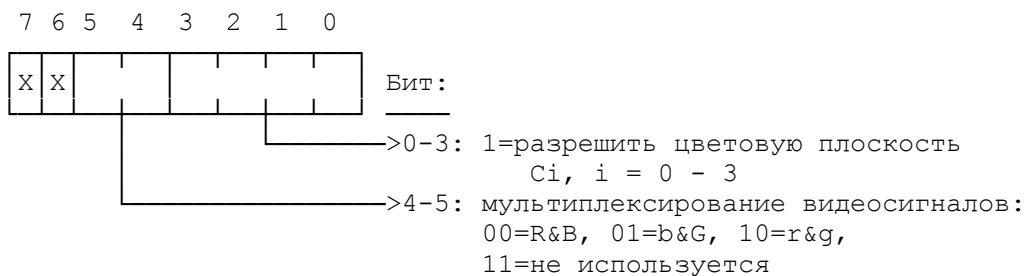 7 6 5 4 3 2 1 0
X X Бит:
>0-3: 1=разрешить цветовую плоскость
Ci, i = 0 - 3
>4-5: мультиплексирование видеосигналов:
00=R&B, 01=b&G, 10=r&g,
11=не используется